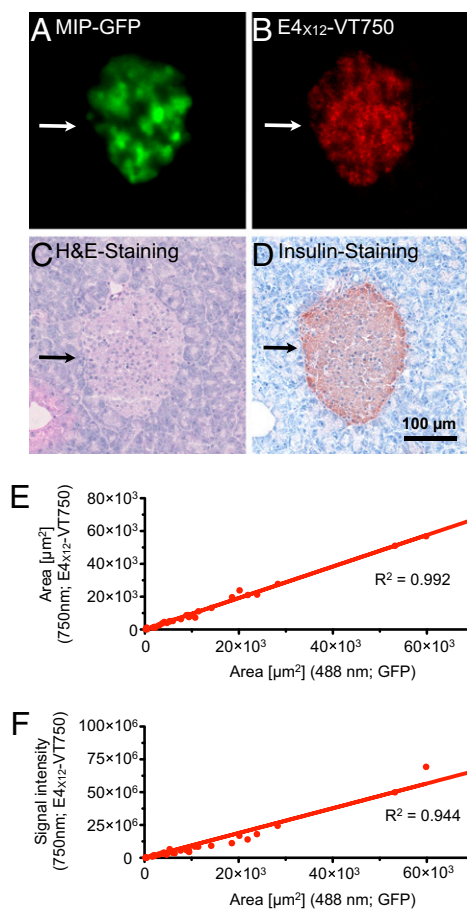 A MIP-GFP
B E4x12-VT750
C H&E-Staining
D Insulin-Staining
100 µm
E
Area [µm²]
(750nm; E4x12-VT750)
80×10³
60×10³
40×10³
20×10³
0
R² = 0.992
0
20×10³
40×10³
60×10³
Area [µm²] (488 nm; GFP)
F
Signal intensity
(750nm; E4x12-VT750)
100×10⁶
75×10⁶
50×10⁶
25×10⁶
0
R² = 0.944
0
20×10³
40×10³
60×10³
Area [µm²] (488 nm; GFP)